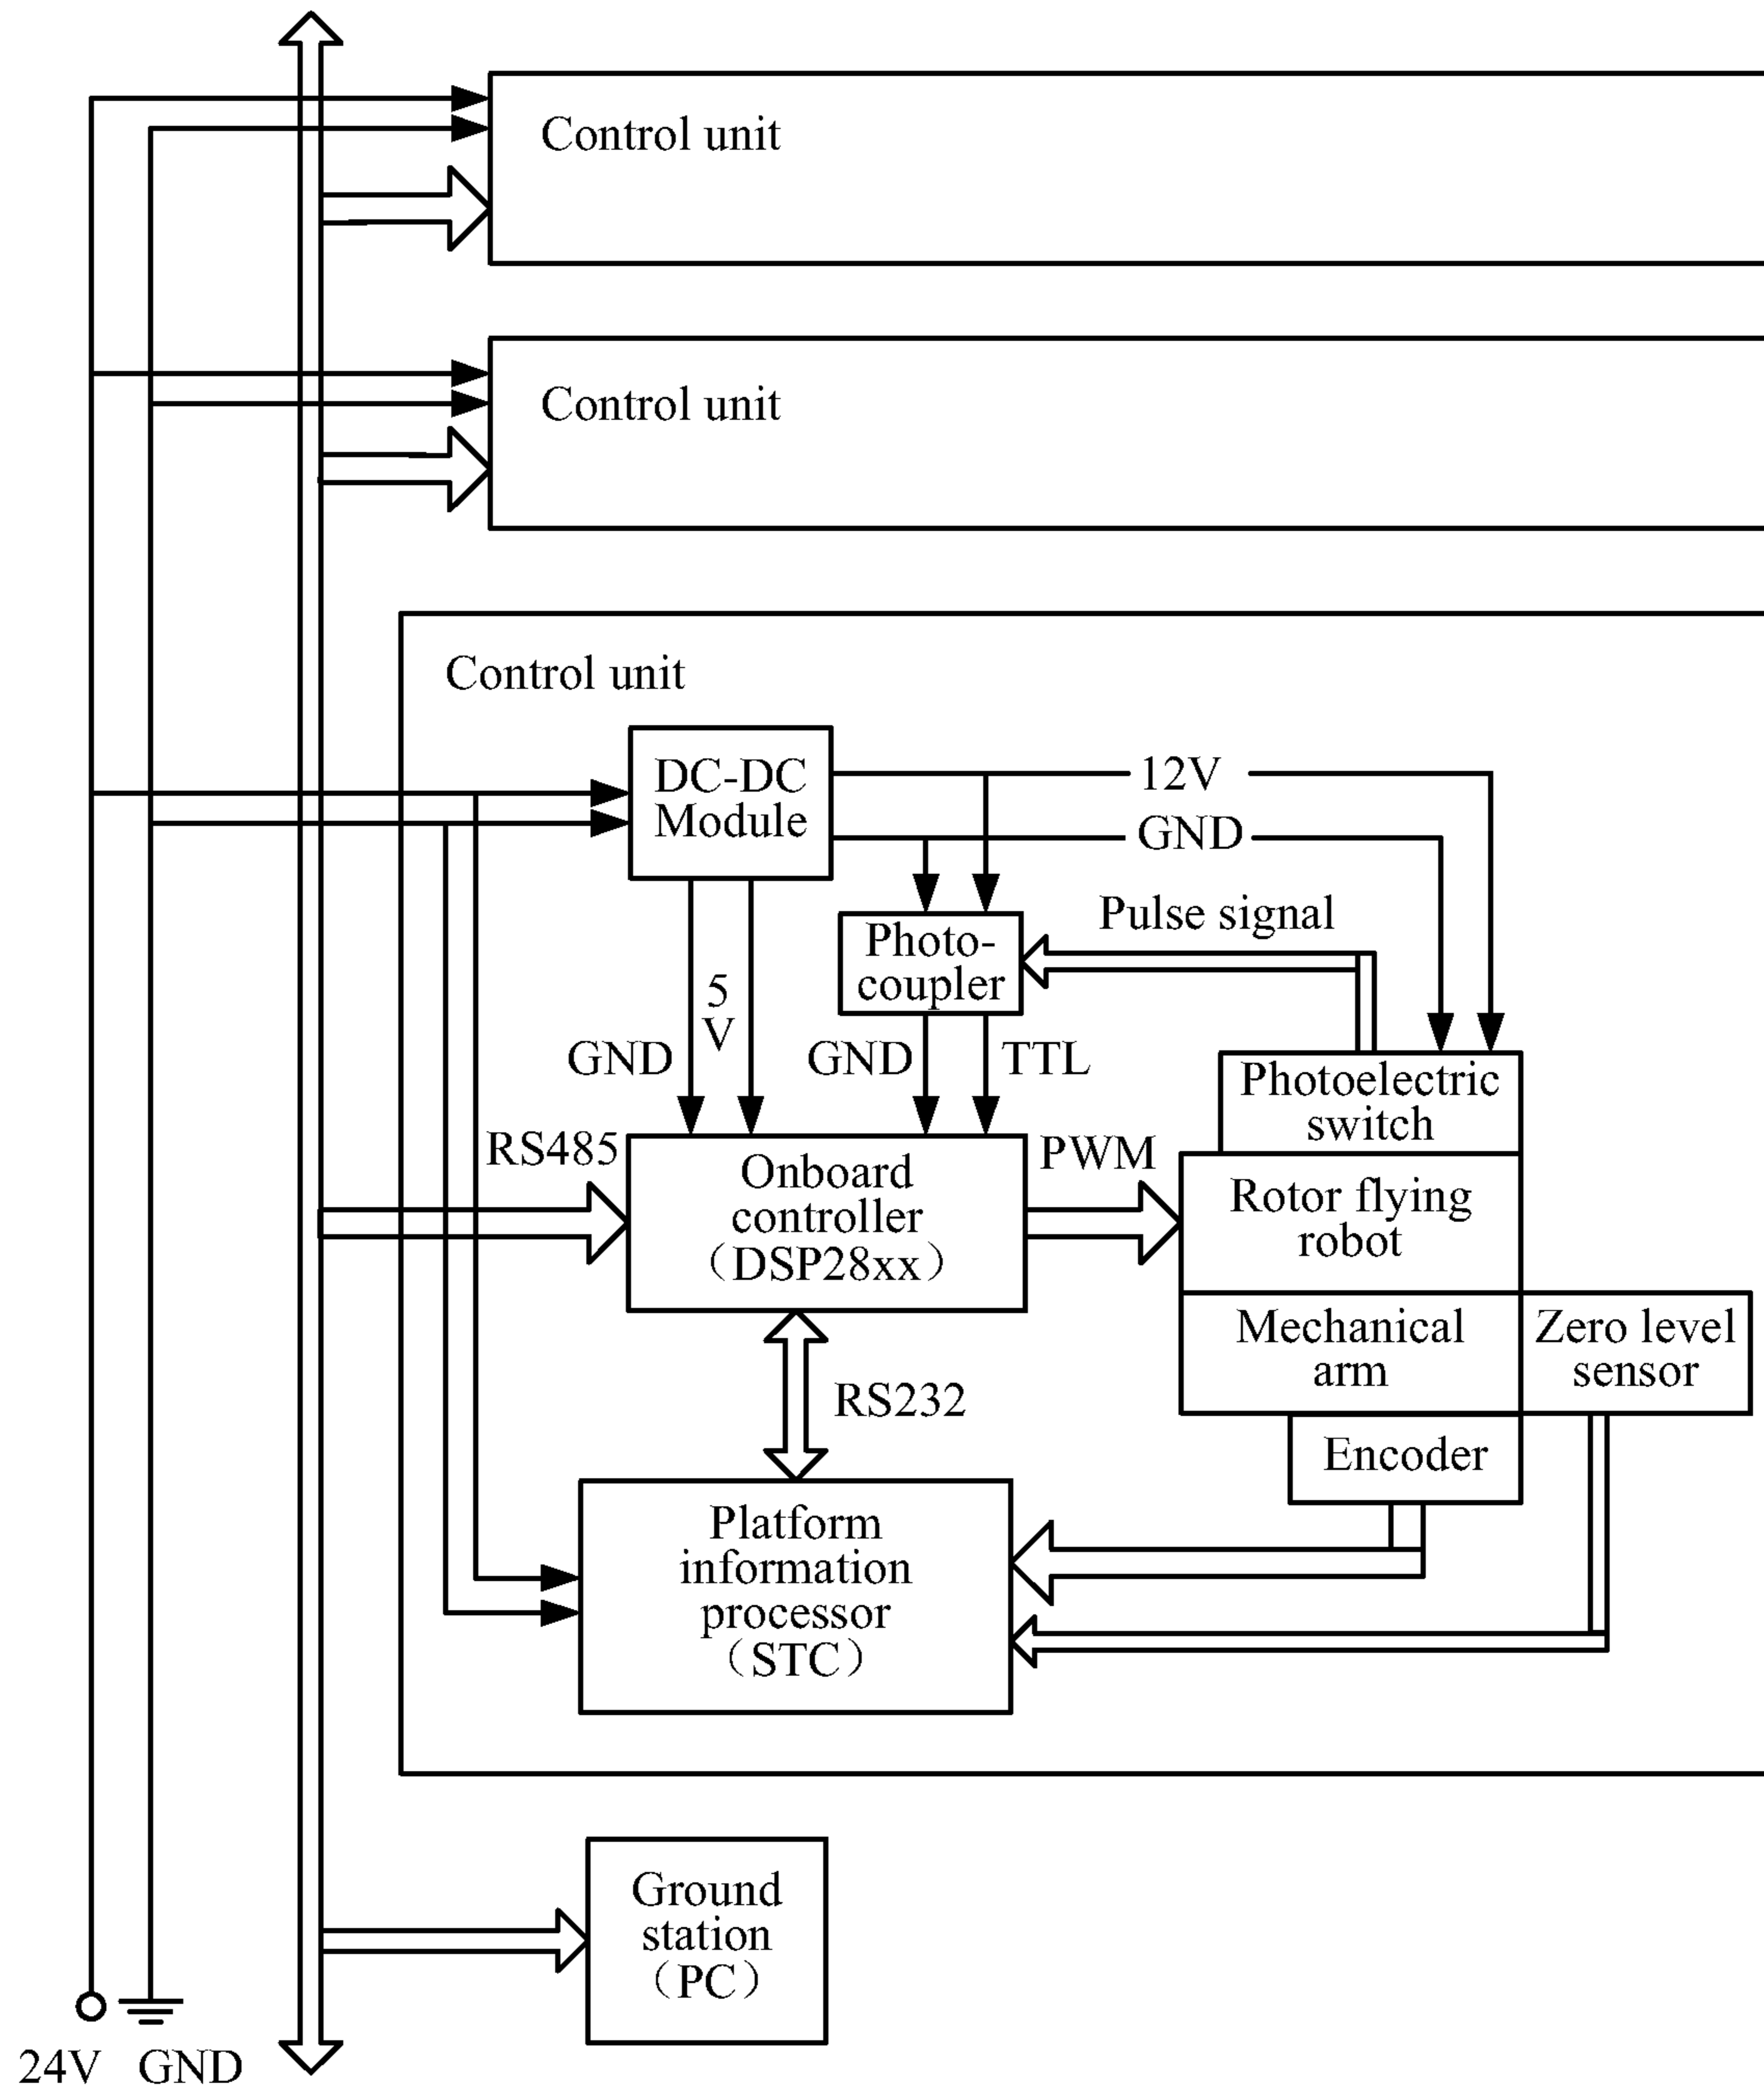 Control unit
Control unit
Control unit
DC-DC
Module
12V
GND
Pulse signal
Photo-
coupler
5
V
GND
GND
TTL
Photoelectric
switch
RS485
PWM
Onboard
controller
（DSP28xx）
Rotor flying
robot
Mechanical
arm
Zero level
sensor
RS232
Encoder
Platform
information
processor
（STC）
Ground
station
（PC）
24V
GND